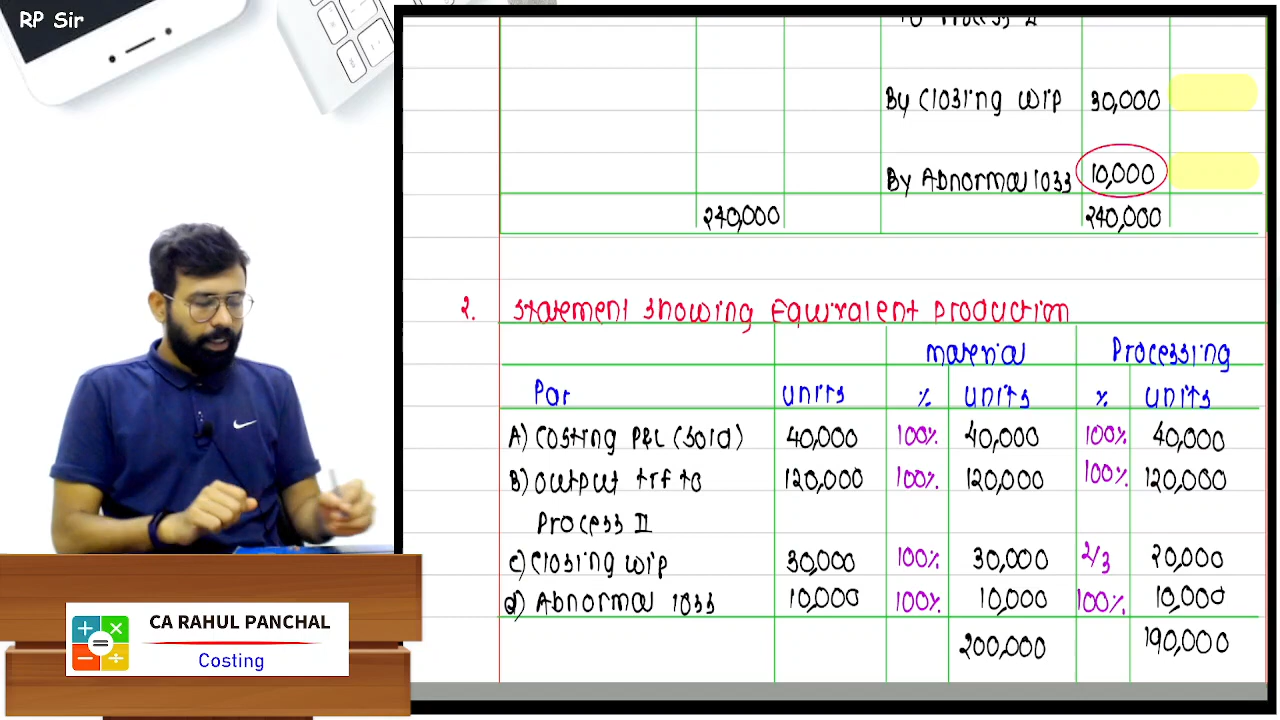 RP Sir
To Process II
By Closing WIP 30,000
By Abnormal loss 10,000
240,000 240,000
2. Statement Showing Equivalent Production
Material Processing
Par Units % Units % Units
A) Costing P&L (Sold) 40,000 100% 40,000 100% 40,000
B) Output trf to 120,000 100% 120,000 100% 120,000
Process II
C) Closing WIP 30,000 100% 30,000 2/3 20,000
d) Abnormal loss 10,000 100% 10,000 100% 10,000
200,000 190,000
CA RAHUL PANCHAL
Costing